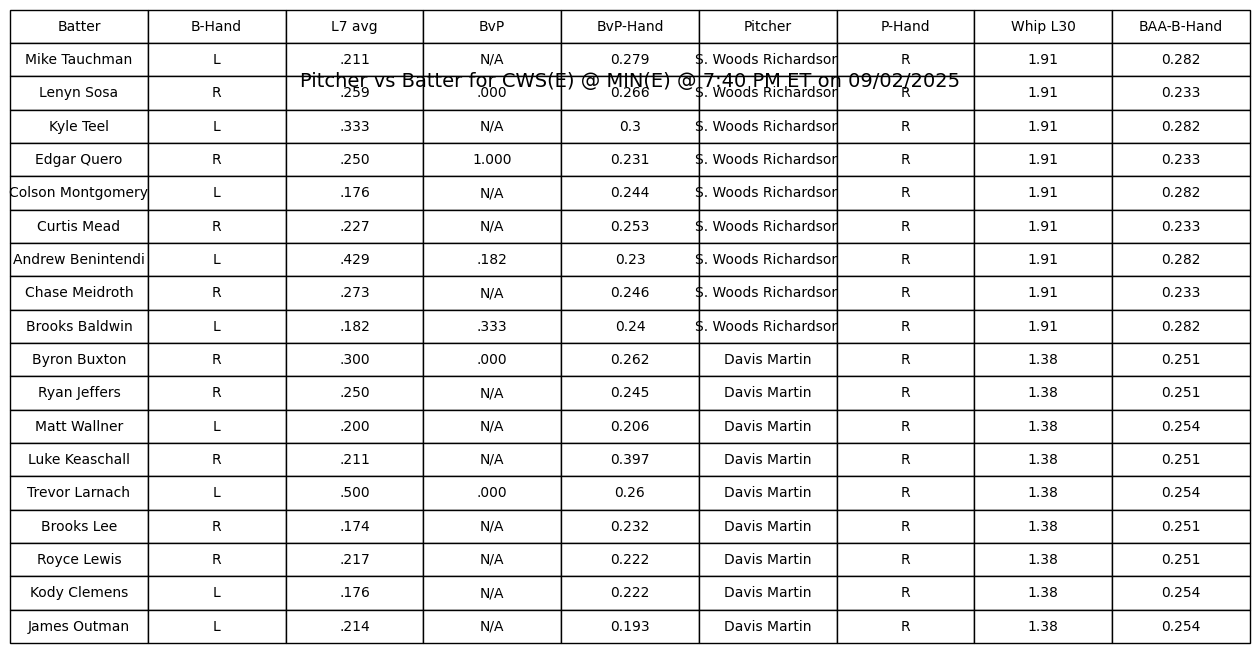 Batter B-Hand L7 avg BvP BvP-Hand Pitcher P-Hand Whip L30 BAA-B-Hand
Mike Tauchman L .211 N/A 0.279 S. Woods Richardson R 1.91 0.282
Pitcher vs Batter for CWS(E) @ MIN(E) @ 7:40 PM ET on 09/02/2025
Lenyn Sosa R .259 .000 0.266 S. Woods Richardson R 1.91 0.233
Kyle Teel L .333 N/A 0.3 S. Woods Richardson R 1.91 0.282
Edgar Quero R .250 1.000 0.231 S. Woods Richardson R 1.91 0.233
Colson Montgomery L .176 N/A 0.244 S. Woods Richardson R 1.91 0.282
Curtis Mead R .227 N/A 0.253 S. Woods Richardson R 1.91 0.233
Andrew Benintendi L .429 .182 0.23 S. Woods Richardson R 1.91 0.282
Chase Meidroth R .273 N/A 0.246 S. Woods Richardson R 1.91 0.233
Brooks Baldwin L .182 .333 0.24 S. Woods Richardson R 1.91 0.282
Byron Buxton R .300 .000 0.262 Davis Martin R 1.38 0.251
Ryan Jeffers R .250 N/A 0.245 Davis Martin R 1.38 0.251
Matt Wallner L .200 N/A 0.206 Davis Martin R 1.38 0.254
Luke Keaschall R .211 N/A 0.397 Davis Martin R 1.38 0.251
Trevor Larnach L .500 .000 0.26 Davis Martin R 1.38 0.254
Brooks Lee R .174 N/A 0.232 Davis Martin R 1.38 0.251
Royce Lewis R .217 N/A 0.222 Davis Martin R 1.38 0.251
Kody Clemens L .176 N/A 0.222 Davis Martin R 1.38 0.254
James Outman L .214 N/A 0.193 Davis Martin R 1.38 0.254